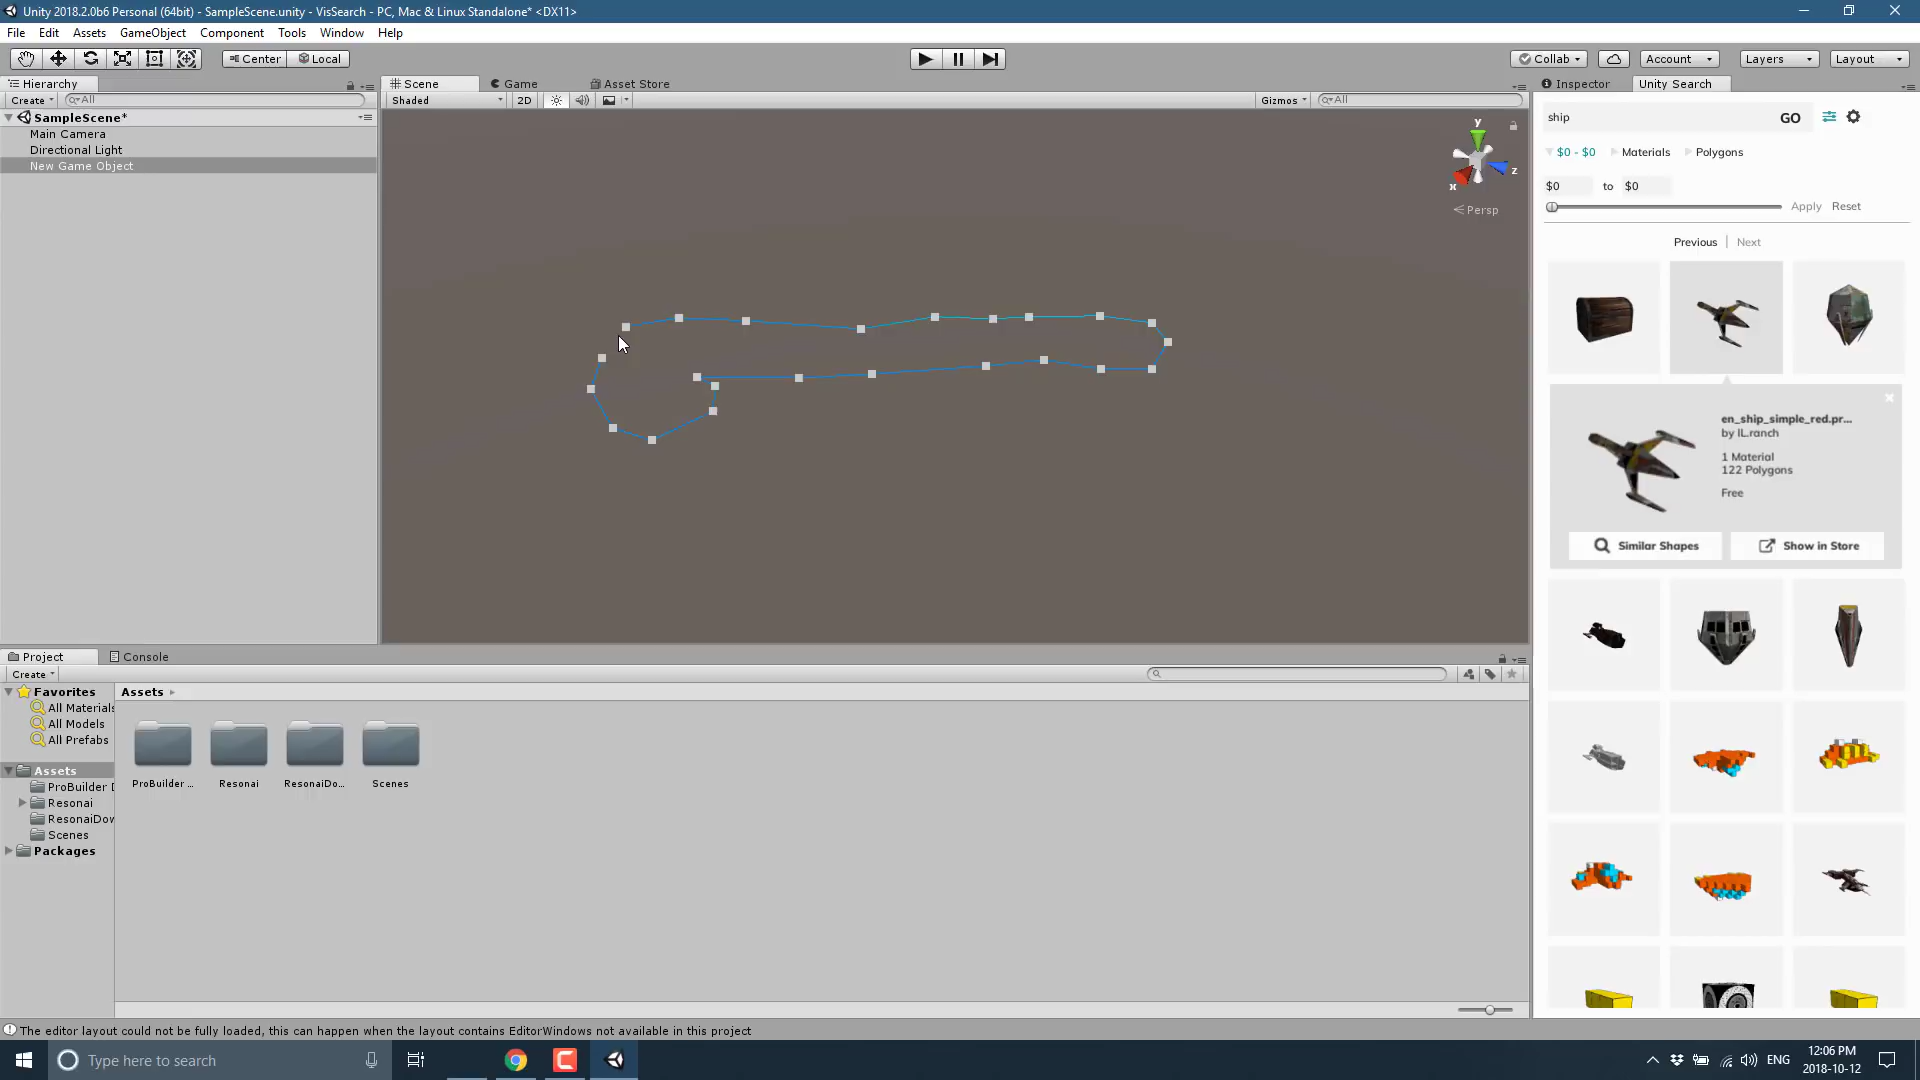 Unity 2018.2.0b6 Personal (64bit) - SampleScene.unity - VisSearch - PC, Mac & Linux Standalone* <DX11>
File Edit Assets GameObject Component Tools Window Help
Center Local Collab Account Layers Layout
Hierarchy
Create All
SampleScene*
Main Camera
Directional Light
New Game Object
Scene Game Asset Store
Shaded 2D Gizmos All
y
x
z
Persp
Inspector Unity Search
ship GO
$0 - $0 Materials Polygons
$0 to $0
Apply Reset
Previous | Next
en_ship_simple_red.pr...
by IL.ranch
1 Material
122 Polygons
Free
Similar Shapes Show in Store
Project Console
Create
Favorites
All Materials
All Models
All Prefabs
Assets
ProBuilder D
Resonai
ResonaiDow
Scenes
Packages
Assets
ProBuilder ... Resonai ResonaiDo... Scenes
The editor layout could not be fully loaded, this can happen when the layout contains EditorWindows not available in this project
Type here to search
ENG
12:06 PM
2018-10-12